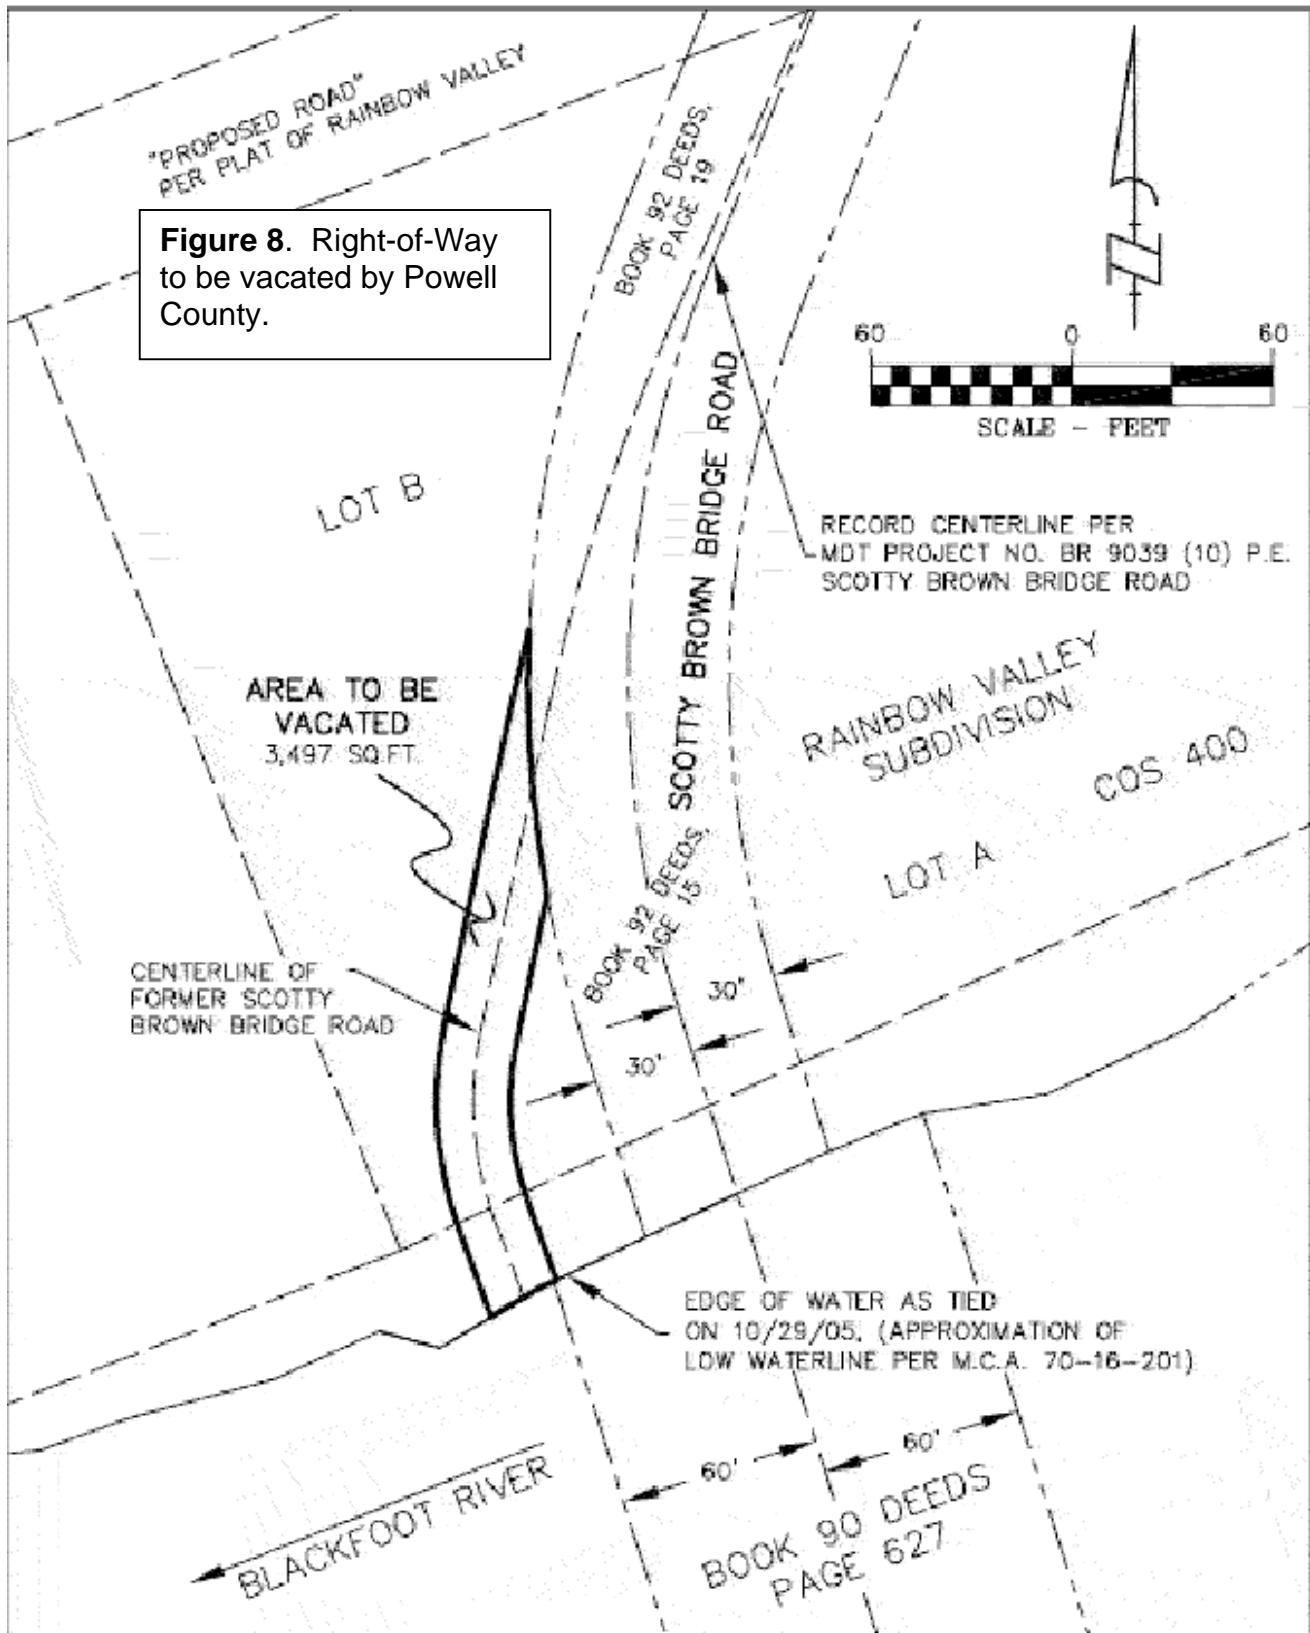 "PROPOSED ROAD"
PER PLAT OF RAINBOW VALLEY
Figure 8. Right-of-Way
to be vacated by Powell
County.
BOOK 92 DEEDS,
PAGE 19
60 0 60
SCALE - FEET
LOT B
SCOTTY BROWN BRIDGE ROAD
RECORD CENTERLINE PER
MDT PROJECT NO. BR 9039 (10) P.E.
SCOTTY BROWN BRIDGE ROAD
AREA TO BE
VACATED
3,497 SQ.FT.
RAINBOW VALLEY
SUBDIVISION
COS 400
LOT A
BOOK 92 DEEDS,
PAGE 15
CENTERLINE OF
FORMER SCOTTY
BROWN BRIDGE ROAD
30"
30'
EDGE OF WATER AS TIED
ON 10/29/05, (APPROXIMATION OF
LOW WATERLINE PER M.C.A. 70-16-201)
60'
60'
BLACKFOOT RIVER
BOOK 90 DEEDS
PAGE 627